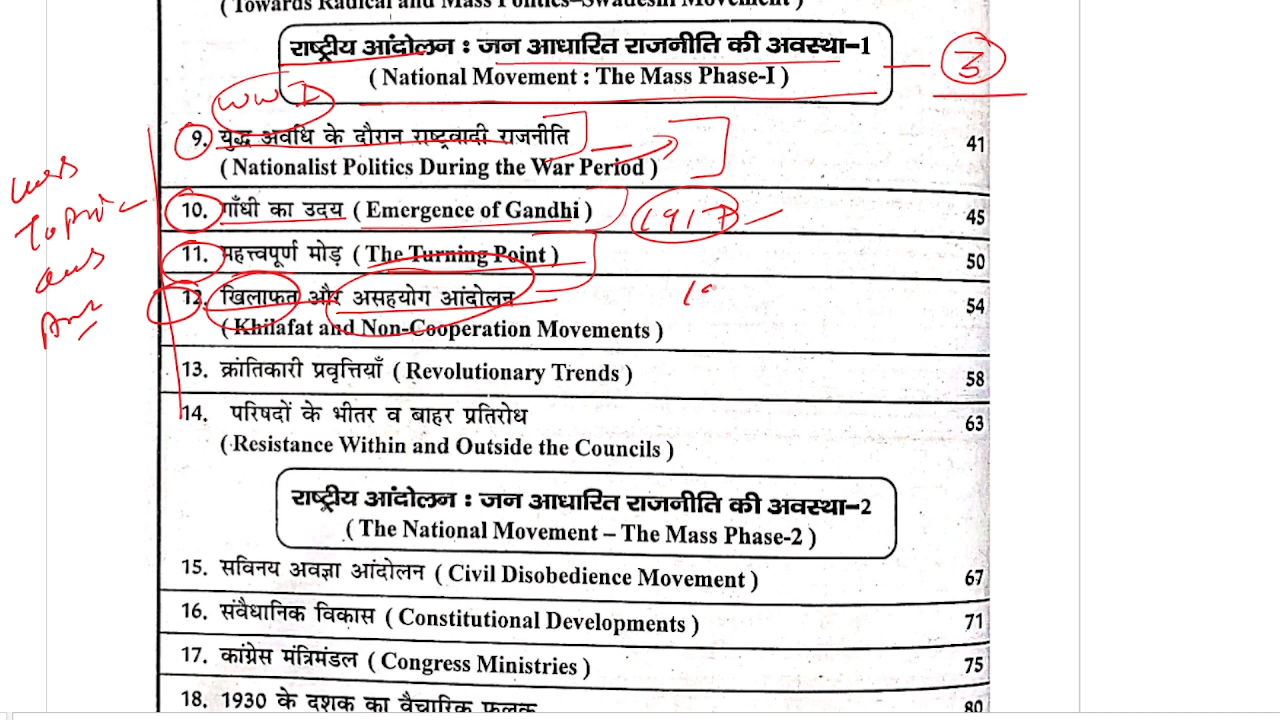 (Towards Radical and Mass Politics–Swadeshi Movement)
राष्ट्रीय आंदोलन : जन आधारित राजनीति की अवस्था–1
( National Movement : The Mass Phase-I )
3
WW I
9. युद्ध अवधि के दौरान राष्ट्रवादी राजनीति
( Nationalist Politics During the War Period )
41
10. गाँधी का उदय ( Emergence of Gandhi )
45
11. महत्त्वपूर्ण मोड़ ( The Turning Point )
50
12. खिलाफत और असहयोग आंदोलन
( Khilafat and Non-Cooperation Movements )
54
13. क्रांतिकारी प्रवृत्तियाँ ( Revolutionary Trends )
58
14. परिषदों के भीतर व बाहर प्रतिरोध
( Resistance Within and Outside the Councils )
63
राष्ट्रीय आंदोलन : जन आधारित राजनीति की अवस्था–2
( The National Movement – The Mass Phase-2 )
15. सविनय अवज्ञा आंदोलन ( Civil Disobedience Movement )
67
16. संवैधानिक विकास ( Constitutional Developments )
71
17. कांग्रेस मंत्रिमंडल ( Congress Ministries )
75
18. 1930 के दशक का वैचारिक फलक
80